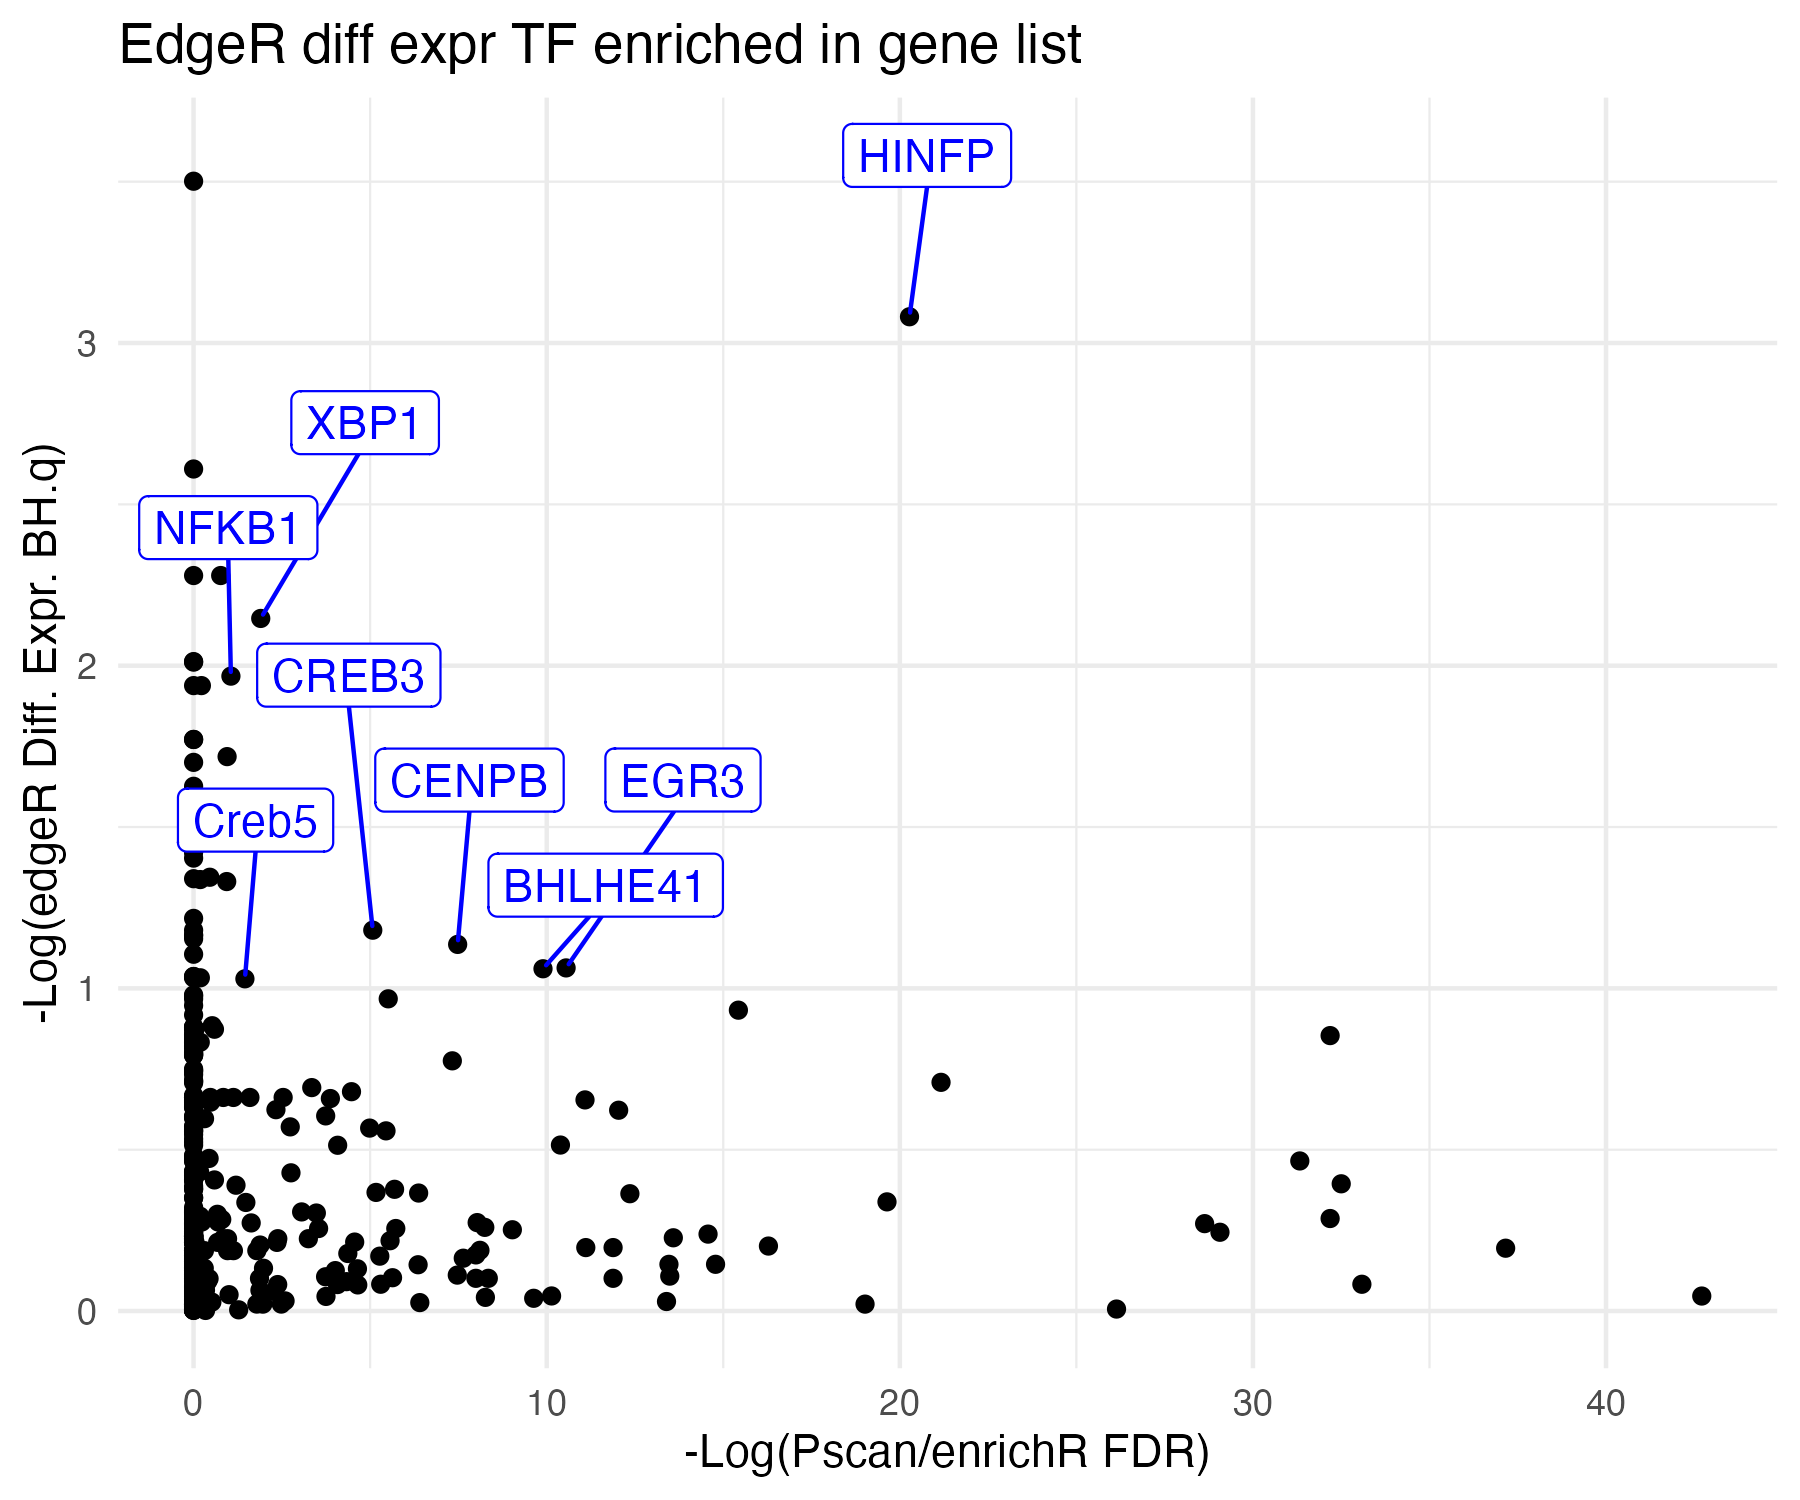 EdgeR diff expr TF enriched in gene list
HINFP
XBP1
NFKB1
CREB3
CENPB
EGR3
Creb5
BHLHE41
-Log(edgeR Diff. Expr. BH.q)
3
2
1
0
0
10
20
30
40
-Log(Pscan/enrichR FDR)